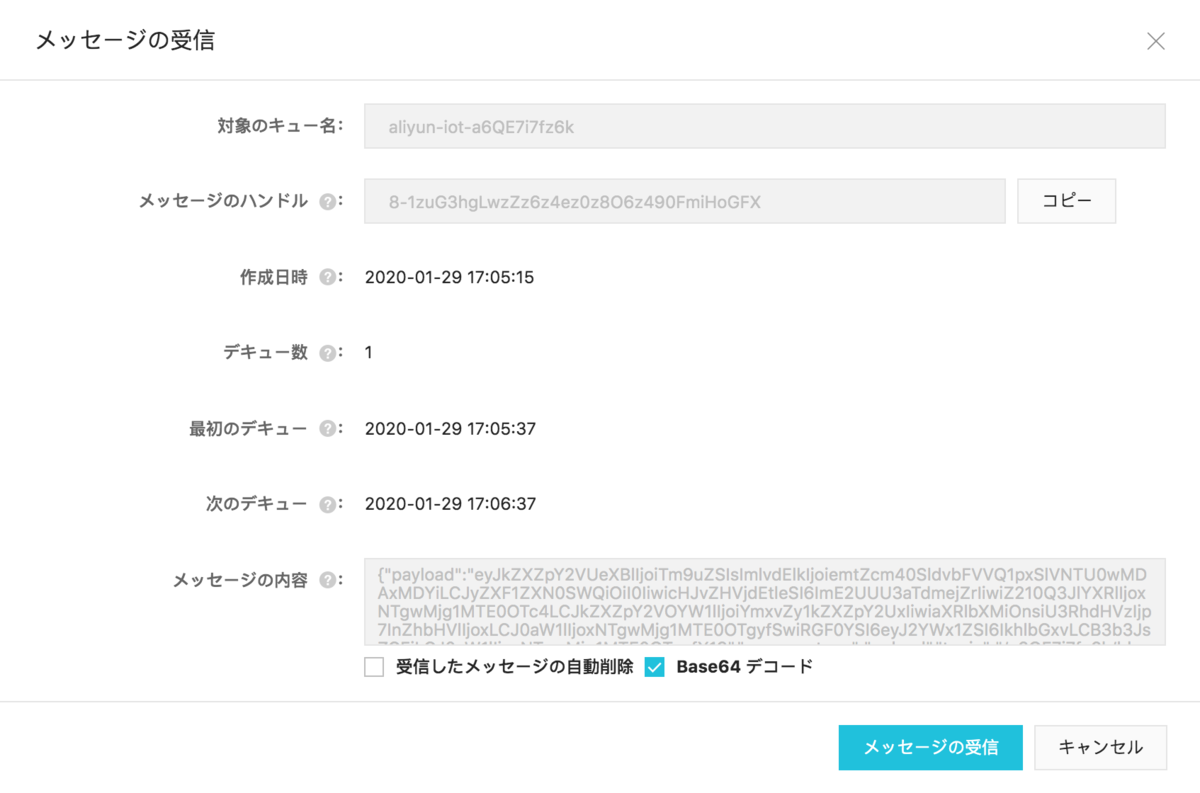 メッセージの受信
対象のキュー名:
aliyun-iot-a6QE7i7fz6k
メッセージのハンドル ?:
8-1zuG3hgLwzZz6z4ez0z8O6z490FmiHoGFX
コピー
作成日時 ?:
2020-01-29 17:05:15
デキュー数 ?:
1
最初のデキュー ?:
2020-01-29 17:05:37
次のデキュー ?:
2020-01-29 17:06:37
メッセージの内容 ?:
{"payload":"eyJkZXZpY2VUeXBlIjoiTm9uZSIsImlvdElkIjoiemtZcm40SldvbFVVQ1pxSlVNTU0wMD
AxMDYiLCJyZXF1ZXN0SWQiOiI0IiwicHJvZHVjdEtleSI6ImE2UUU3aTdmejZrIiwiZ210Q3JlYXRlIjox
NTgwMjg1MTE0OTc4LCJkZXZpY2VOYW1lIjoiYmxvZy1kZXZpY2UxIiwiaXRlbXMiOnsiU3RhdHVzIjp
7InZhbHVlIjoxLCJ0aW1lIjoxNTgwMjg1MTE0OTgyfSwiRGF0YSI6eyJ2YWx1ZSI6IkhlbGxvLCB3b3Js
受信したメッセージの自動削除
Base64 デコード
メッセージの受信
キャンセル